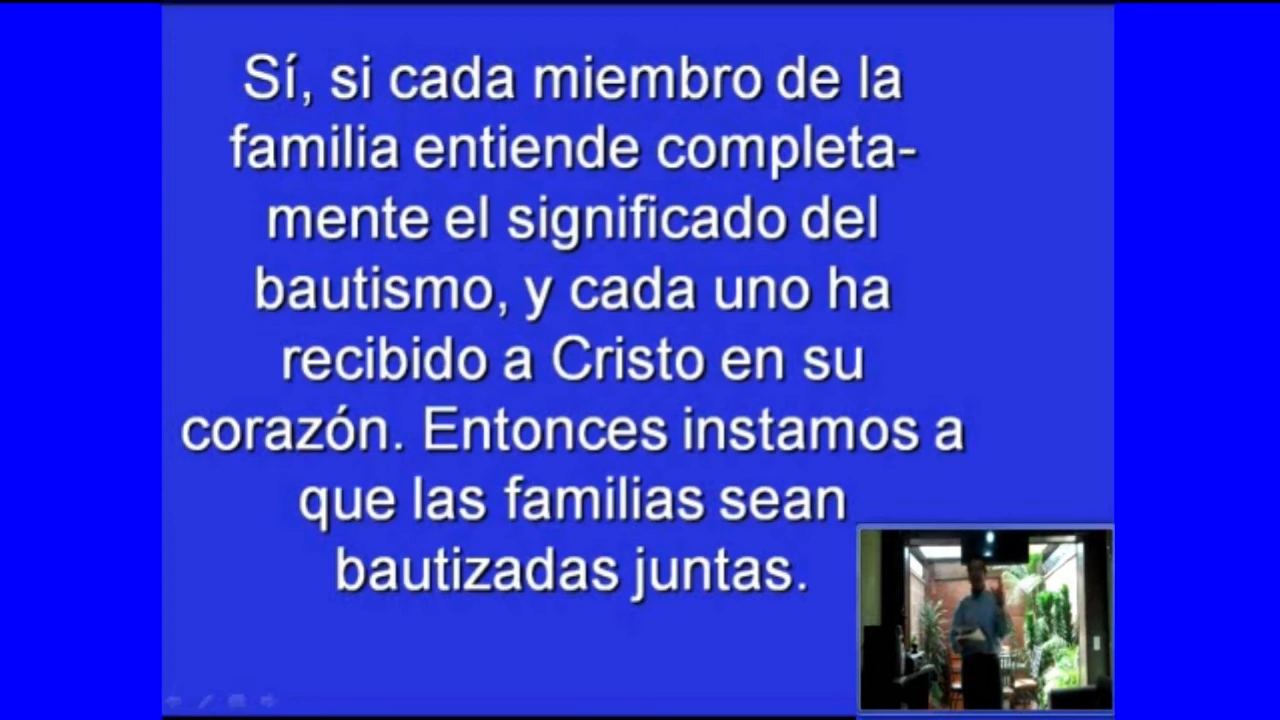 Sí, si cada miembro de la
familia entiende completa-
mente el significado del
bautismo, y cada uno ha
recibido a Cristo en su
corazón. Entonces instamos a
que las familias sean
bautizadas juntas.